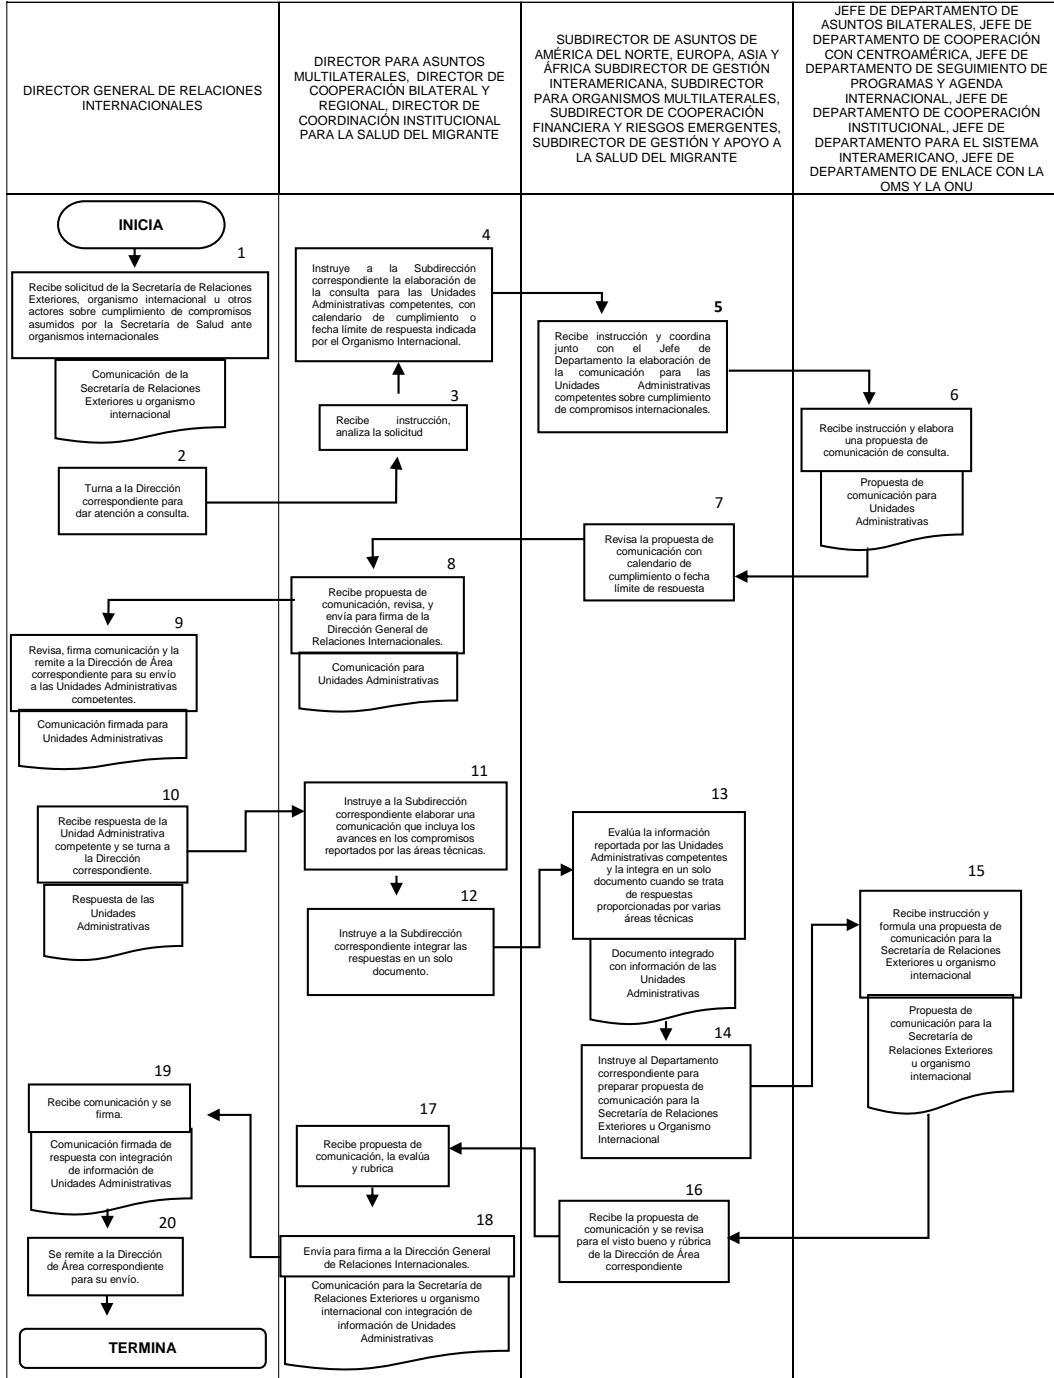 DIRECTOR GENERAL DE RELACIONES
INTERNACIONALES
DIRECTOR PARA ASUNTOS
MULTILATERALES, DIRECTOR DE
COOPERACIÓN BILATERAL Y
REGIONAL, DIRECTOR DE
COORDINACIÓN INSTITUCIONAL
PARA LA SALUD DEL MIGRANTE
SUBDIRECTOR DE ASUNTOS DE
AMÉRICA DEL NORTE, EUROPA, ASIA Y
ÁFRICA SUBDIRECTOR DE GESTIÓN
INTERAMERICANA, SUBDIRECTOR
PARA ORGANISMOS MULTILATERALES,
SUBDIRECTOR DE COOPERACIÓN
FINANCIERA Y RIESGOS EMERGENTES,
SUBDIRECTOR DE GESTIÓN Y APOYO A
LA SALUD DEL MIGRANTE
JEFE DE DEPARTAMENTO DE
ASUNTOS BILATERALES, JEFE DE
DEPARTAMENTO DE COOPERACIÓN
CON CENTROAMÉRICA, JEFE DE
DEPARTAMENTO DE SEGUIMIENTO DE
PROGRAMAS Y AGENDA
INTERNACIONAL, JEFE DE
DEPARTAMENTO DE COOPERACIÓN
INSTITUCIONAL, JEFE DE
DEPARTAMENTO PARA EL SISTEMA
INTERAMERICANO, JEFE DE
DEPARTAMENTO DE ENLACE CON LA
OMS Y LA ONU
INICIA
1
Recibe solicitud de la Secretaría de Relaciones
Exteriores, organismo internacional u otros
actores sobre cumplimiento de compromisos
asumidos por la Secretaría de Salud ante
organismos internacionales
Comunicación de la
Secretaría de Relaciones
Exteriores u organismo
internacional
2
Turna a la Dirección
correspondiente para
dar atención a consulta.
3
Recibe instrucción,
analiza la solicitud
4
Instruye a la Subdirección
correspondiente la elaboración de
la consulta para las Unidades
Administrativas competentes, con
calendario de cumplimiento o
fecha límite de respuesta indicada
por el Organismo Internacional.
5
Recibe instrucción y coordina
junto con el Jefe de
Departamento la elaboración de
la comunicación para las
Unidades Administrativas
competentes sobre cumplimiento
de compromisos internacionales.
6
Recibe instrucción y elabora
una propuesta de
comunicación de consulta.
Propuesta de
comunicación para
Unidades
Administrativas
7
Revisa la propuesta de
comunicación con
calendario de
cumplimiento o fecha
límite de respuesta
8
Recibe propuesta de
comunicación, revisa, y
envía para firma de la
Dirección General de
Relaciones Internacionales.
Comunicación para
Unidades Administrativas
9
Revisa, firma comunicación y la
remite a la Dirección de Área
correspondiente para su envío
a las Unidades Administrativas
competentes.
Comunicación firmada para
Unidades Administrativas
10
Recibe respuesta de la
Unidad Administrativa
competente y se turna a
la Dirección
correspondiente.
Respuesta de las
Unidades
Administrativas
11
Instruye a la Subdirección
correspondiente elaborar una
comunicación que incluya los
avances en los compromisos
reportados por las áreas técnicas.
12
Instruye a la Subdirección
correspondiente integrar las
respuestas en un solo
documento.
13
Evalúa la información
reportada por las Unidades
Administrativas competentes
y la integra en un solo
documento cuando se trata
de respuestas
proporcionadas por varias
áreas técnicas
Documento integrado
con información de las
Unidades
Administrativas
14
Instruye al Departamento
correspondiente para
preparar propuesta de
comunicación para la
Secretaría de Relaciones
Exteriores u Organismo
Internacional
15
Recibe instrucción y
formula una propuesta de
comunicación para la
Secretaría de Relaciones
Exteriores u organismo
internacional
Propuesta de
comunicación para la
Secretaría de
Relaciones Exteriores
u organismo
internacional
16
Recibe la propuesta de
comunicación y se revisa
para el visto bueno y rúbrica
de la Dirección de Área
correspondiente
17
Recibe propuesta de
comunicación, la evalúa
y rubrica
18
Envía para firma a la Dirección General
de Relaciones Internacionales.
Comunicación para la Secretaría de
Relaciones Exteriores u organismo
internacional con integración de
información de Unidades
Administrativas
19
Recibe comunicación y se
firma.
Comunicación firmada de
respuesta con integración
de información de
Unidades Administrativas
20
Se remite a la Dirección
de Área correspondiente
para su envío.
TERMINA